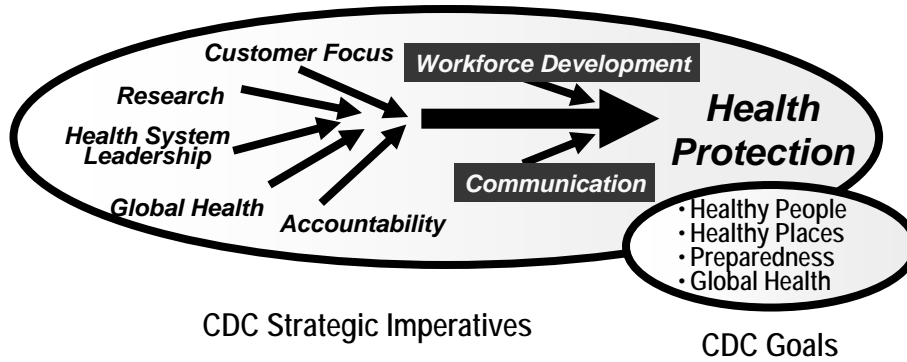 Customer Focus
Workforce Development
Research
Health System
Leadership
Global Health
Accountability
Communication
Health
Protection
• Healthy People
• Healthy Places
• Preparedness
• Global Health
CDC Strategic Imperatives
CDC Goals